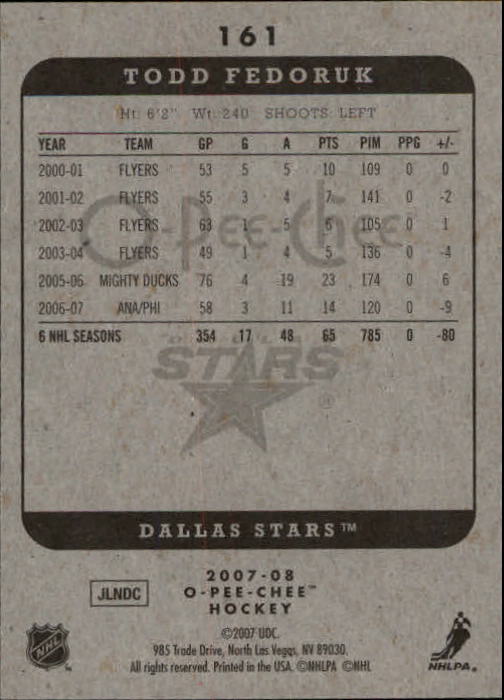 161
TODD FEDORUK
Ht: 6'2" Wt: 240 SHOOTS: LEFT
YEAR TEAM GP G A PTS PIM PPG +/-
2000-01 FLYERS 53 5 5 10 109 0 0
2001-02 FLYERS 55 3 4 7 141 0 -2
2002-03 FLYERS 63 1 5 6 105 0 1
2003-04 FLYERS 49 1 4 5 136 0 -4
2005-06 MIGHTY DUCKS 76 4 19 23 174 0 6
2006-07 ANA/PHI 58 3 11 14 120 0 -9
6 NHL SEASONS 354 17 48 65 785 0 -80
O-Pee-Chee
DALLAS
STARS
DALLAS STARS™
2007-08
JLNDC O-PEE-CHEE™
HOCKEY
©2007 UDC.
985 Trade Drive, North Las Vegas, NV 89030.
All rights reserved. Printed in the USA. ©NHLPA ©NHL
NHL
NHLPA®